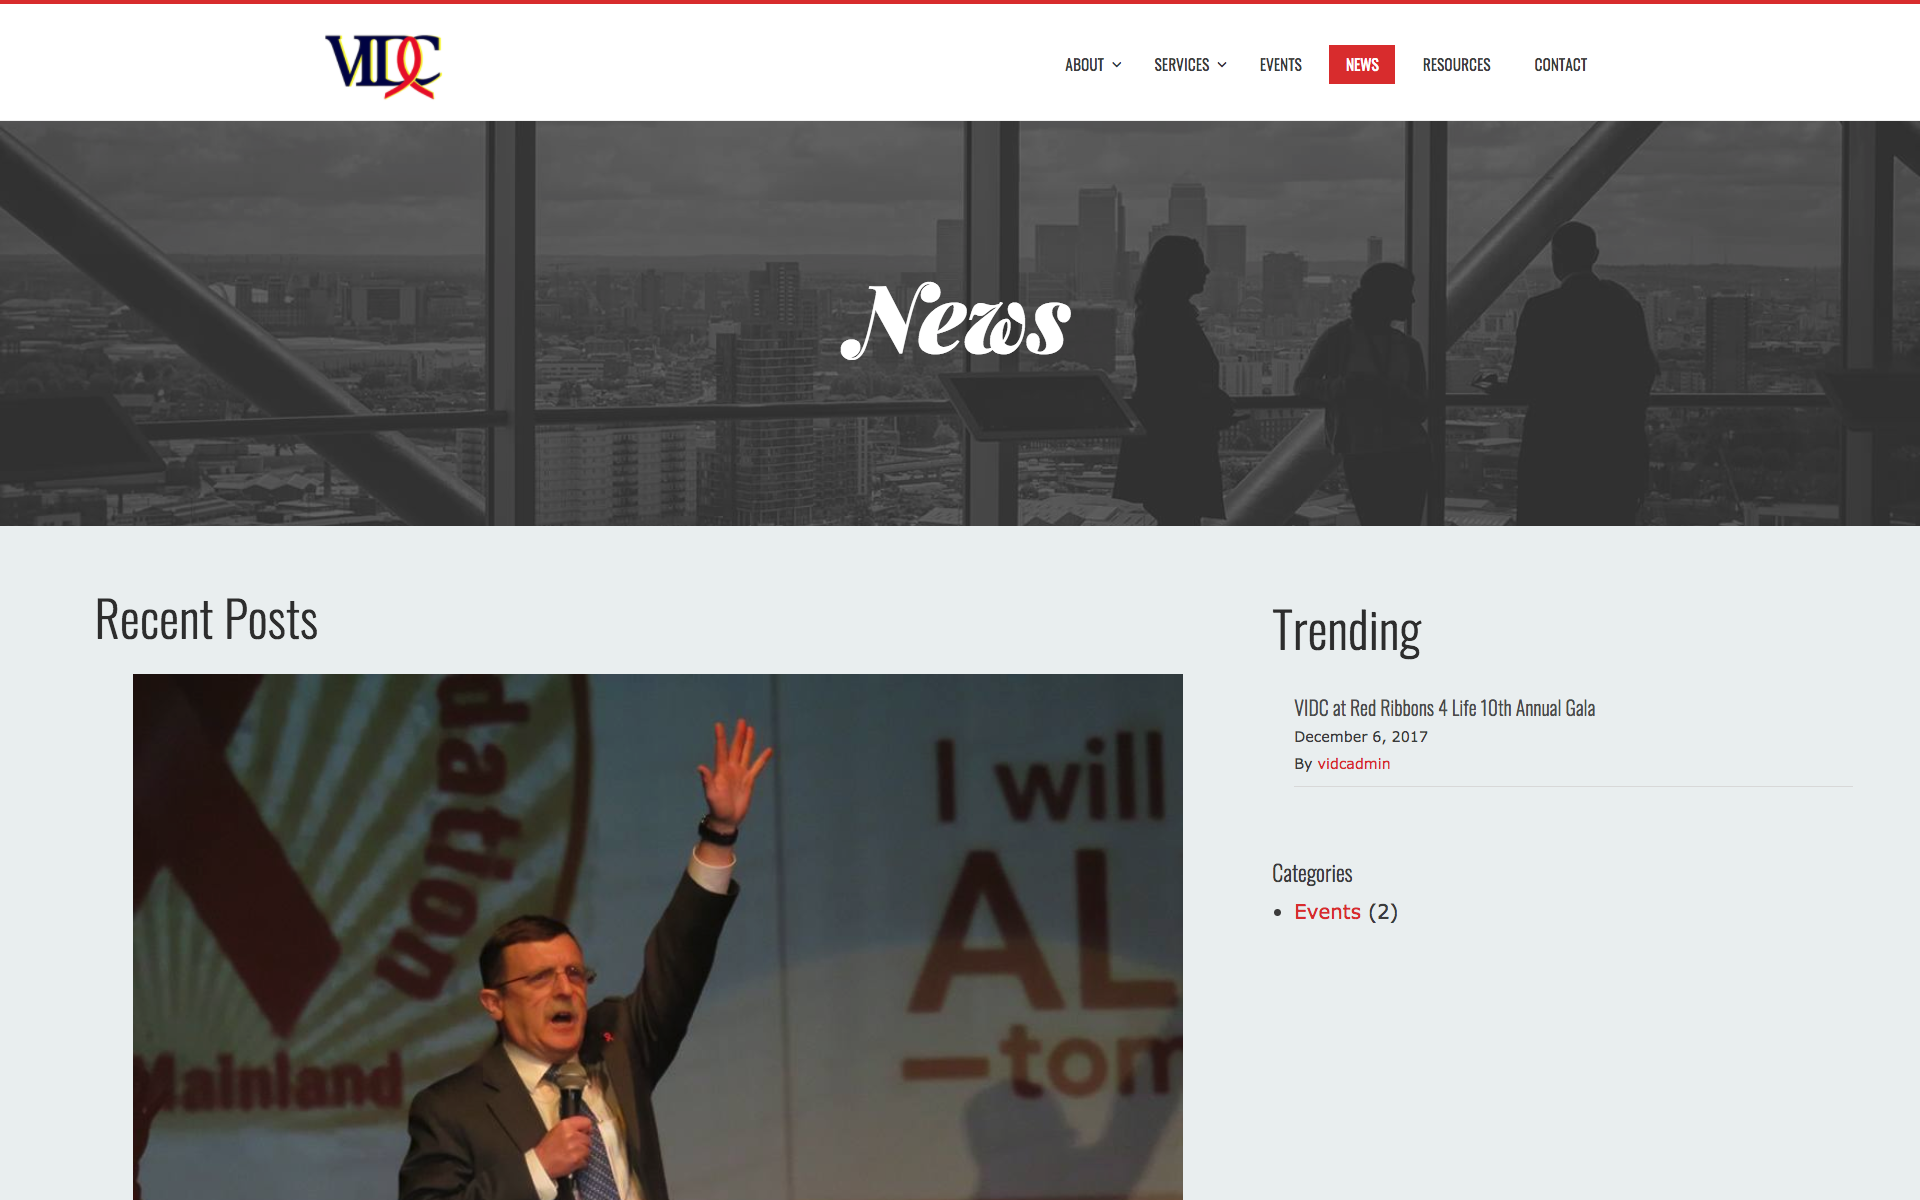 VIDC
ABOUT
SERVICES
EVENTS
NEWS
RESOURCES
CONTACT
News
Recent Posts
Trending
VIDC at Red Ribbons 4 Life 10th Annual Gala
December 6, 2017
By vidcadmin
Categories
Events (2)
dation
Mainland
I will
AL
—tom